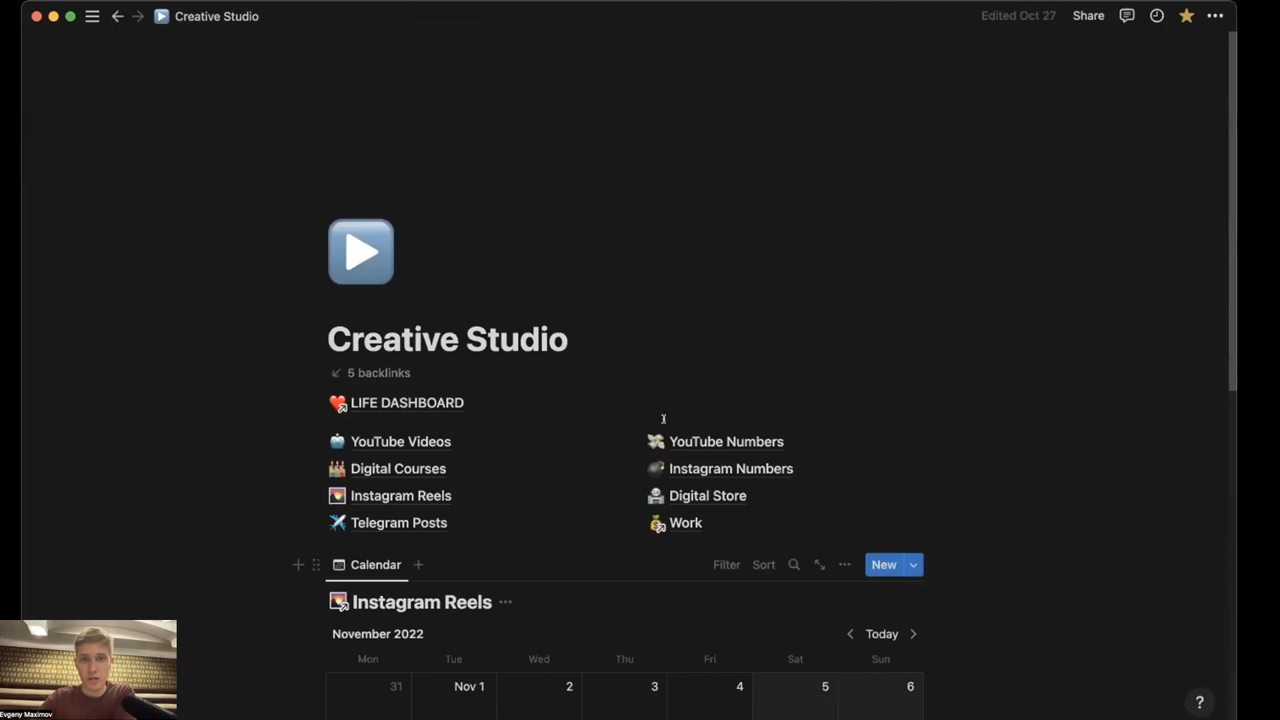 Creative Studio
Edited Oct 27
Share
Creative Studio
5 backlinks
LIFE DASHBOARD
YouTube Videos
YouTube Numbers
Digital Courses
Instagram Numbers
Instagram Reels
Digital Store
Telegram Posts
Work
Calendar
Filter
Sort
New
Instagram Reels
November 2022
Today
Mon Tue Wed Thu Fri Sat Sun
31 Nov 1 2 3 4 5 6
Evgeny Maximov
?